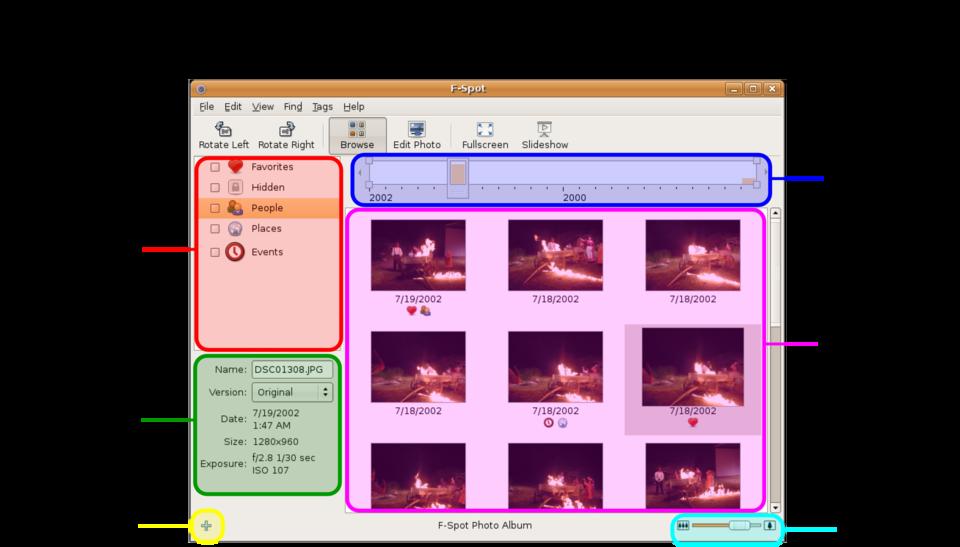 F-Spot
File Edit View Find Tags Help
Rotate Left Rotate Right Browse Edit Photo Fullscreen Slideshow
Favorites
Hidden
People
Places
Events
Name: DSC01308.JPG
Version: Original
Date: 7/19/2002
1:47 AM
Size: 1280x960
Exposure: f/2.8 1/30 sec
ISO 107
2002 2000
7/19/2002 7/18/2002 7/18/2002
7/18/2002 7/18/2002 7/18/2002
F-Spot Photo Album